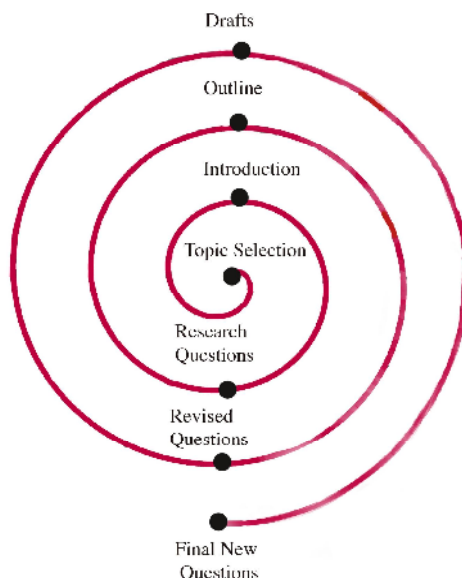 Drafts
Outline
Introduction
Topic Selection
Research
Questions
Revised
Questions
Final New
Questions